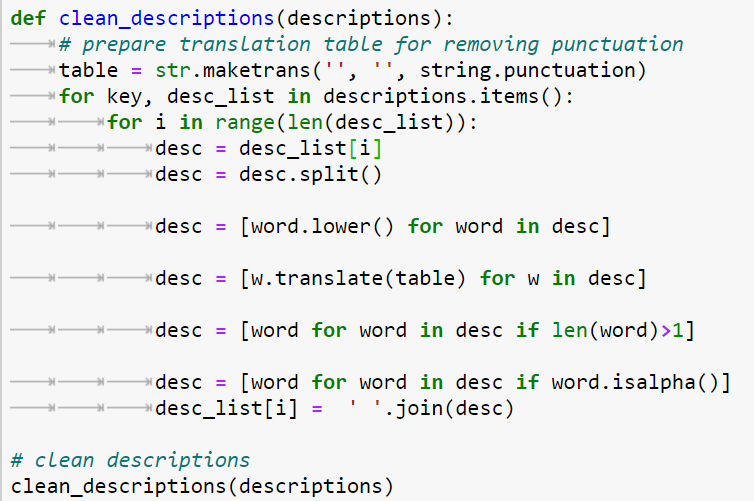 def clean_descriptions(descriptions):
# prepare translation table for removing punctuation
table = str.maketrans('', '', string.punctuation)
for key, desc_list in descriptions.items():
for i in range(len(desc_list)):
desc = desc_list[i]
desc = desc.split()
desc = [word.lower() for word in desc]
desc = [w.translate(table) for w in desc]
desc = [word for word in desc if len(word)>1]
desc = [word for word in desc if word.isalpha()]
desc_list[i] =  ' '.join(desc)
# clean descriptions
clean_descriptions(descriptions)